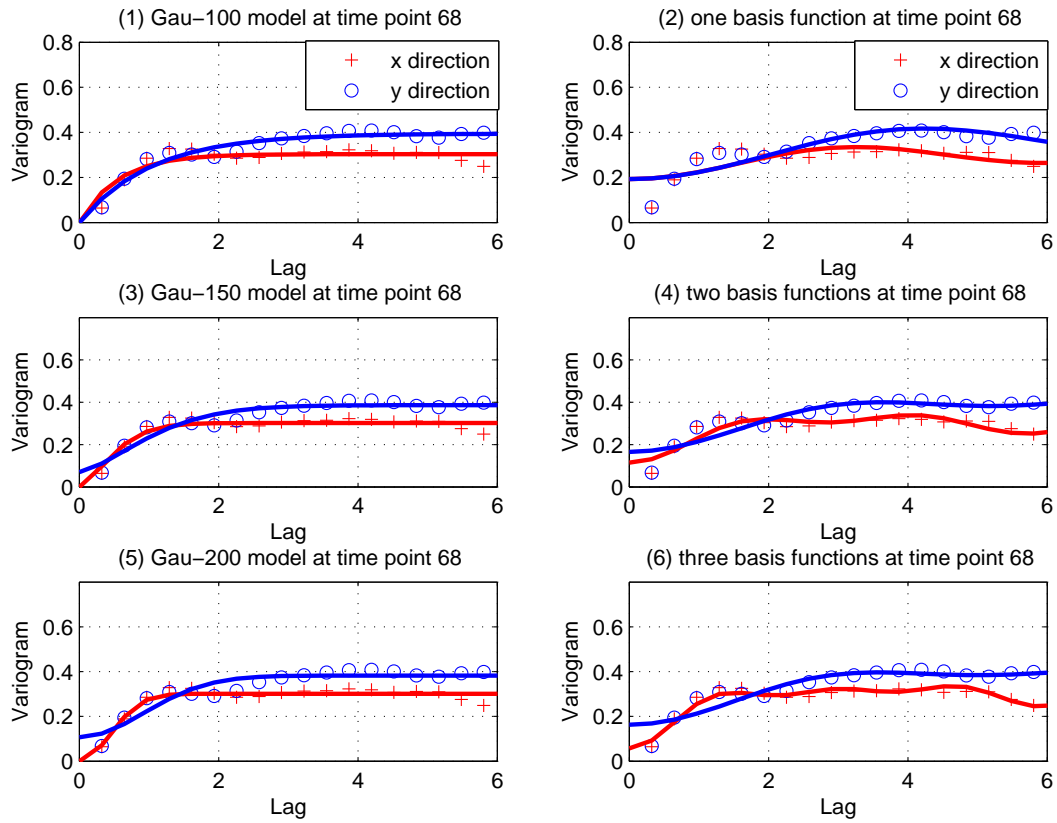 (1) Gau−100 model at time point 68
0.8
0.6
0.4
0.2
0
Variogram
0 2 4 6
Lag
x direction
y direction
(2) one basis function at time point 68
0.8
0.6
0.4
0.2
0
Variogram
0 2 4 6
Lag
x direction
y direction
(3) Gau−150 model at time point 68
0.6
0.4
0.2
0
Variogram
0 2 4 6
Lag
(4) two basis functions at time point 68
0.6
0.4
0.2
0
Variogram
0 2 4 6
Lag
(5) Gau−200 model at time point 68
0.6
0.4
0.2
0
Variogram
0 2 4 6
Lag
(6) three basis functions at time point 68
0.6
0.4
0.2
0
Variogram
0 2 4 6
Lag